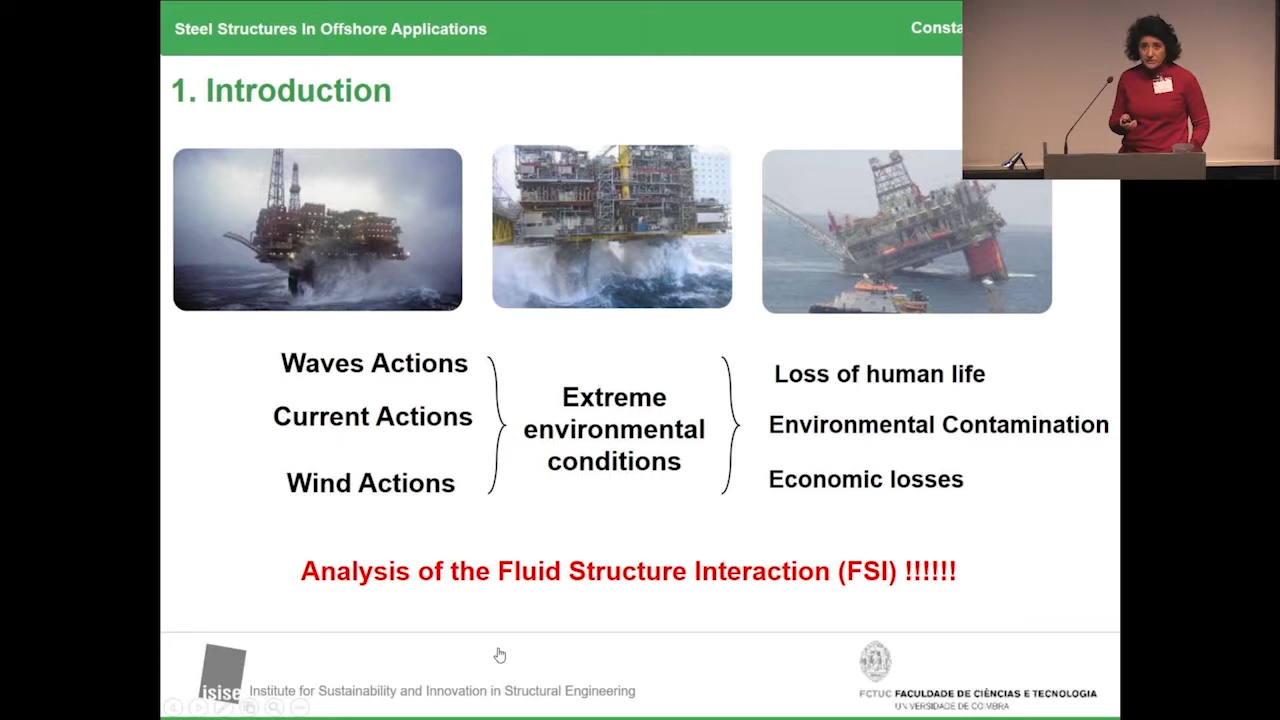 Steel Structures In Offshore Applications
Consta
1. Introduction
Waves Actions
Current Actions
Wind Actions
Extreme
environmental
conditions
Loss of human life
Environmental Contamination
Economic losses
Analysis of the Fluid Structure Interaction (FSI) !!!!!!
isise Institute for Sustainability and Innovation in Structural Engineering
FCTUC FACULDADE DE CIÊNCIAS E TECNOLOGIA
UNIVERSIDADE DE COIMBRA